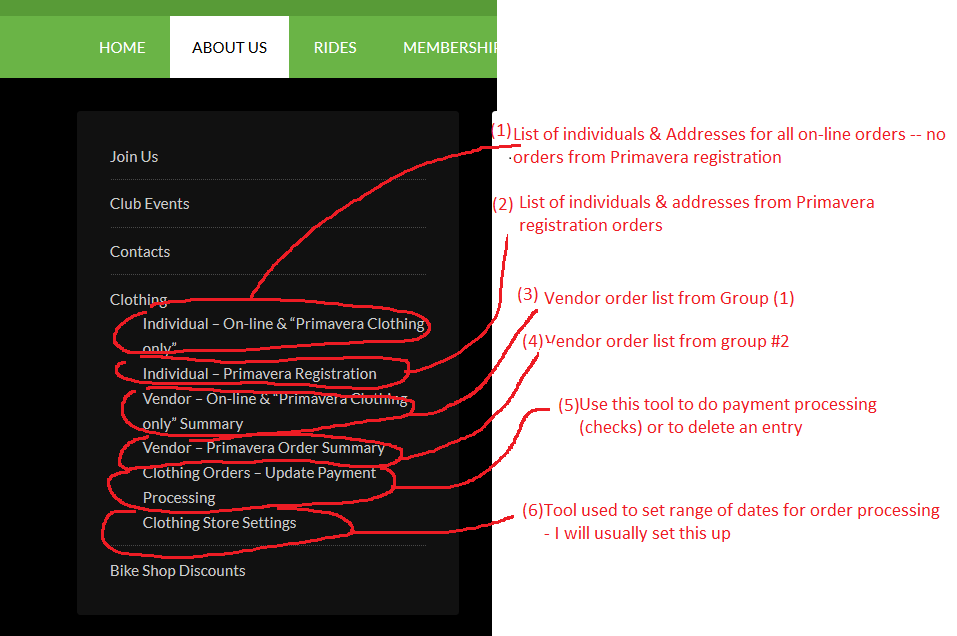 HOME ABOUT US RIDES MEMBERSHIP
Join Us
Club Events
Contacts
Clothing
Individual – On-line & “Primavera Clothing
only”
Individual – Primavera Registration
Vendor – On-line & “Primavera Clothing
only” Summary
Vendor – Primavera Order Summary
Clothing Orders – Update Payment
Processing
Clothing Store Settings
Bike Shop Discounts
(1) List of individuals & Addresses for all on-line orders -- no
orders from Primavera registration
(2) List of individuals & addresses from Primavera
registration orders
(3) Vendor order list from Group (1)
(4) Vendor order list from group #2
(5) Use this tool to do payment processing
(checks) or to delete an entry
(6) Tool used to set range of dates for order processing
- I will usually set this up